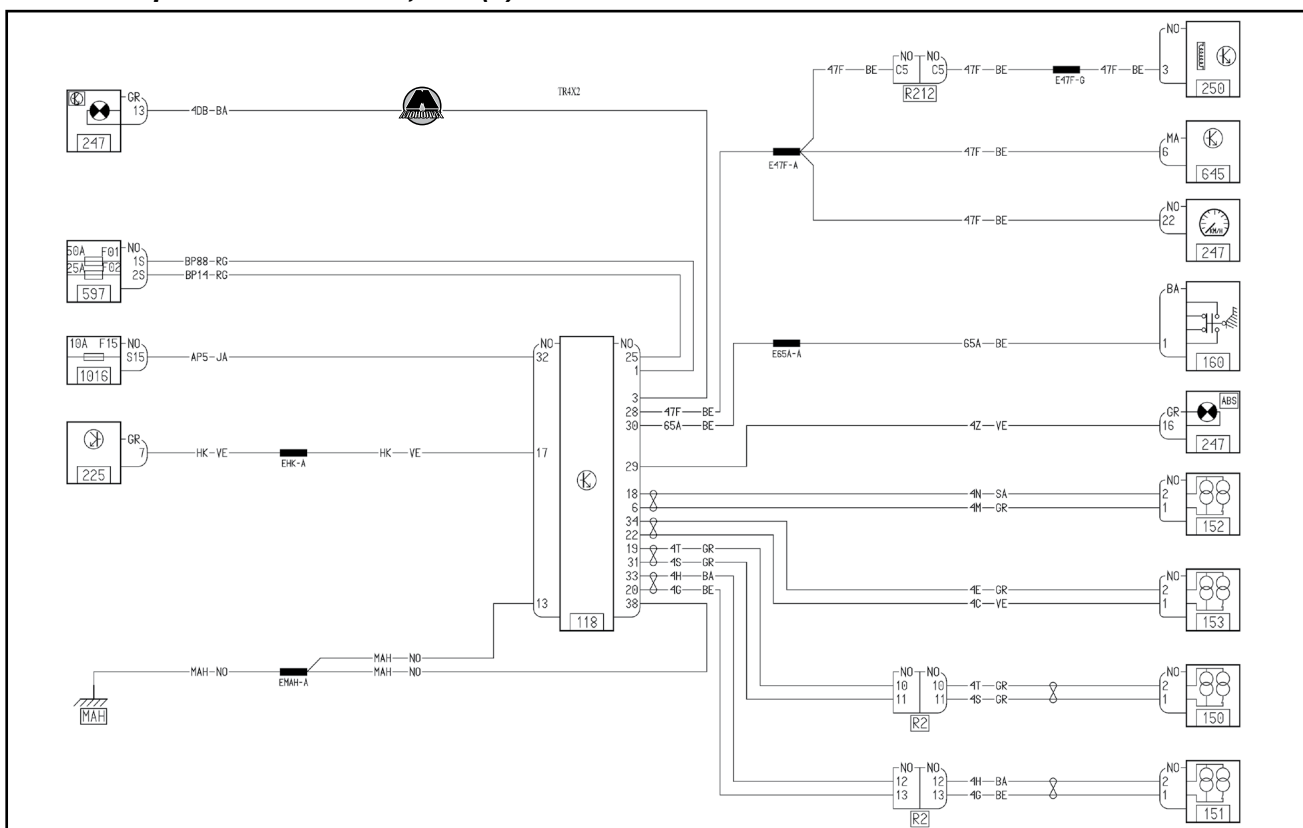 TR4X2
GR
13
4DB-BA
247
50A F01
25A F02
NO
1S
2S
BP88-RG
BP14-RG
597
10A F15
NO
S15
AP5-JA
1016
GR
7
HK-VE
EHK-A
HK-VE
225
MAH-NO
EMAH-A
MAH-NO
MAH-NO
MAH
NO
32
17
13
118
NO
25
1
3
28 47F-BE
30 65A-BE
29
18
6
34
22
19 4T-GR
31 4S-GR
33 4H-BA
20 4G-BE
38
E47F-A
47F-BE
NO NO
C5 C5
R212
47F-BE
E47F-G
47F-BE
NO
3
250
47F-BE
MA
6
645
47F-BE
NO
22
KM/H
247
E65A-A
65A-BE
BA
1
160
4Z-VE
GR
16
ABS
247
4N-SA
4M-GR
NO
2
1
152
4E-GR
4C-VE
NO
2
1
153
NO NO
10 10
11 11
R2
4T-GR
4S-GR
NO
2
1
150
NO NO
12 12
13 13
R2
4H-BA
4G-BE
NO
2
1
151